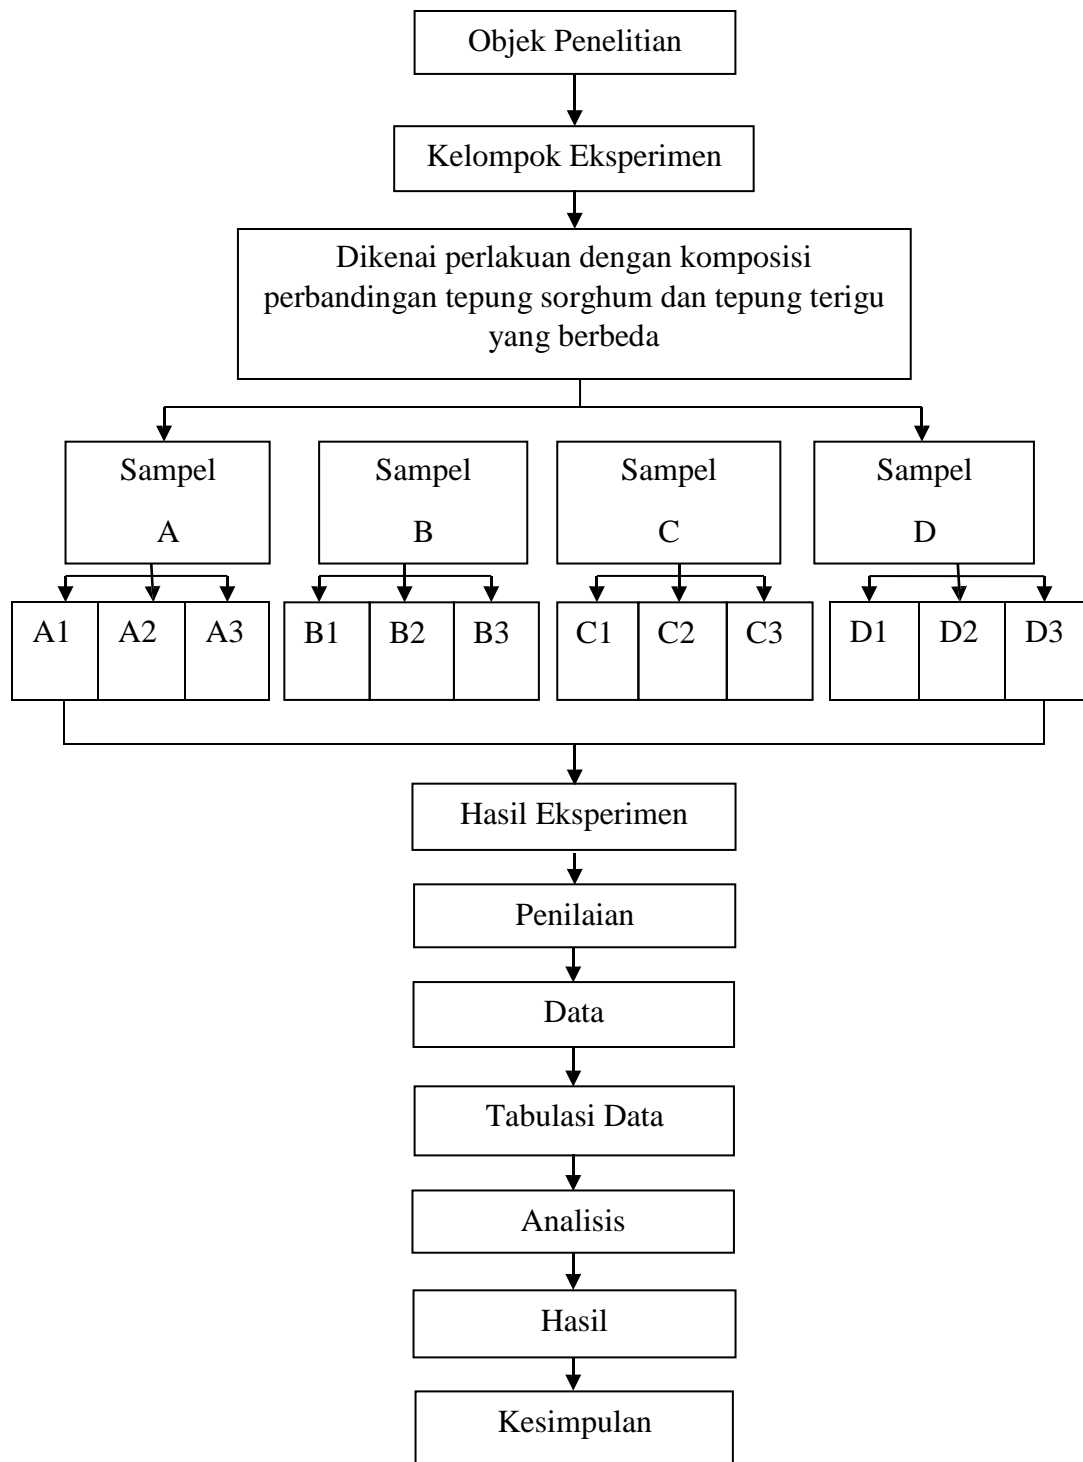 Objek Penelitian
Kelompok Eksperimen
Dikenai perlakuan dengan komposisi
perbandingan tepung sorghum dan tepung terigu
yang berbeda
Sampel
A
Sampel
B
Sampel
C
Sampel
D
A1
A2
A3
B1
B2
B3
C1
C2
C3
D1
D2
D3
Hasil Eksperimen
Penilaian
Data
Tabulasi Data
Analisis
Hasil
Kesimpulan